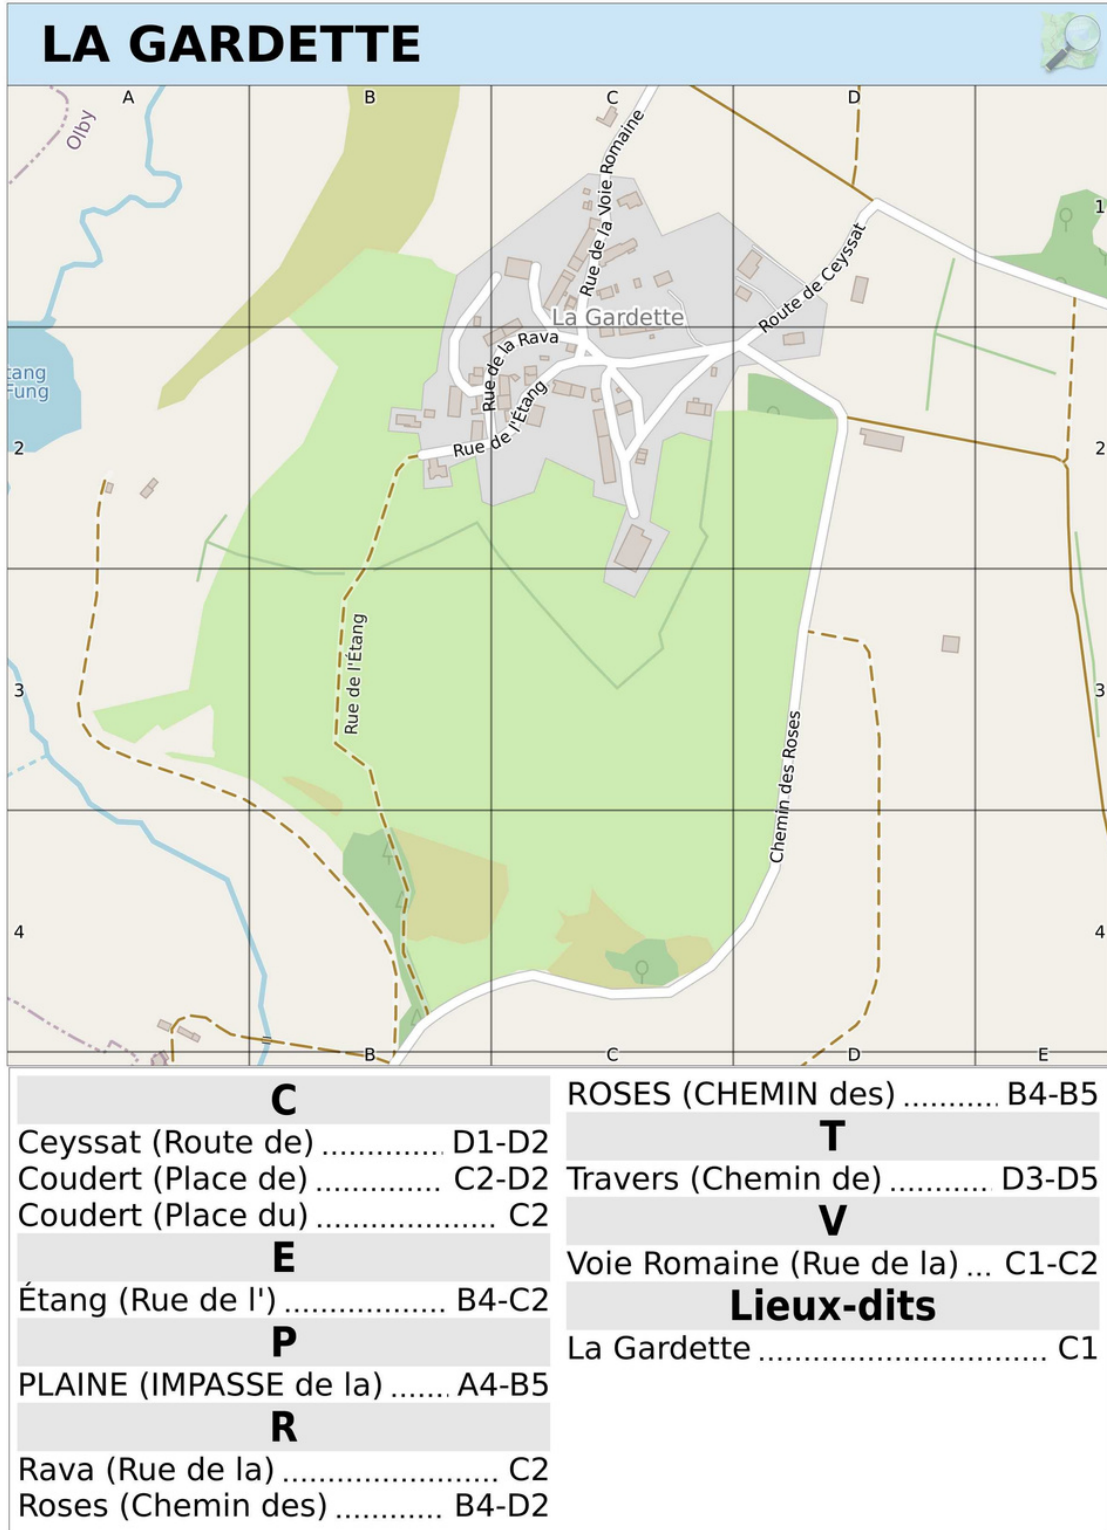 LA GARDETTE
A
B
C
D
Olby
Rue de la Voie Romaine
1
1
Route de Ceyssat
La Gardette
Rue de la Rava
tang
Fung
Rue de l'Étang
Rue de l'Étang
2
2
3
3
Chemin des Roses
4
4
B
C
D
E
C
Ceyssat (Route de) .............. D1-D2
Coudert (Place de) .............. C2-D2
Coudert (Place du) .................... C2
E
Étang (Rue de l') .................. B4-C2
P
PLAINE (IMPASSE de la) ....... A4-B5
R
Rava (Rue de la) ........................ C2
Roses (Chemin des) ............ B4-D2
ROSES (CHEMIN des) ........... B4-B5
T
Travers (Chemin de) ............ D3-D5
V
Voie Romaine (Rue de la) ... C1-C2
Lieux-dits
La Gardette ................................ C1